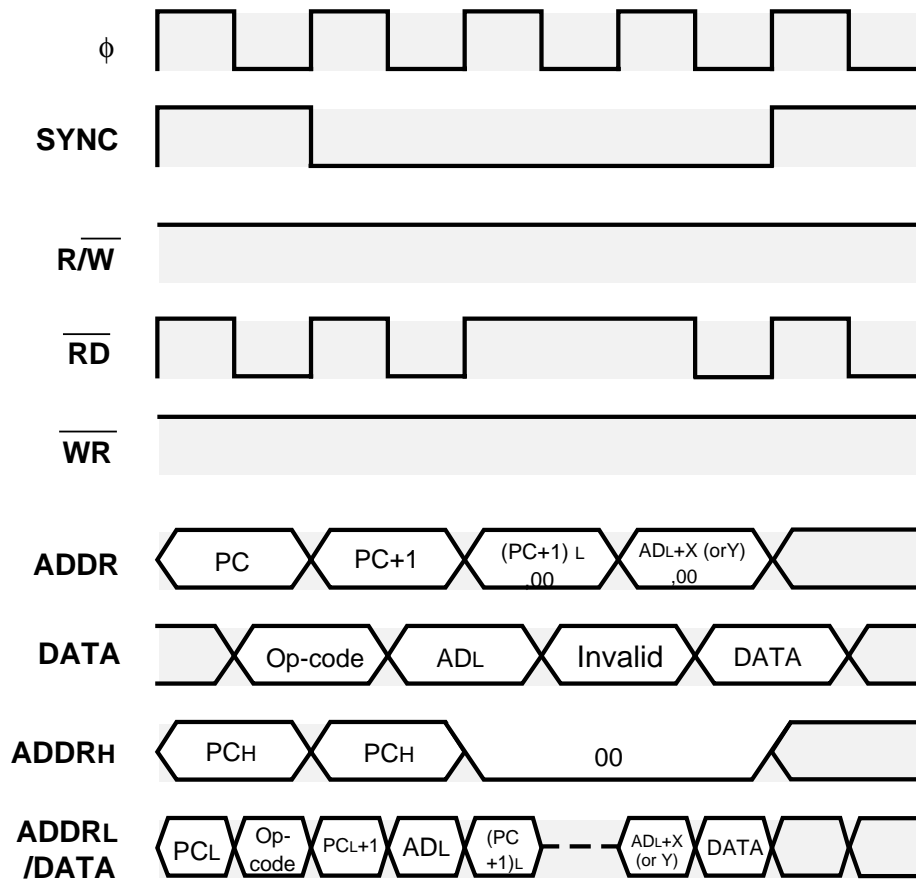 ϕ
SYNC
R/W
RD
WR
ADDR
PC
PC+1
(PC+1) L
,00
ADL+X (orY)
,00
DATA
Op-code
ADL
Invalid
DATA
ADDRH
PCH
PCH
00
ADDRL
/DATA
PCL
Op-
code
PCL+1
ADL
(PC
+1)L
ADL+X
(or Y)
DATA